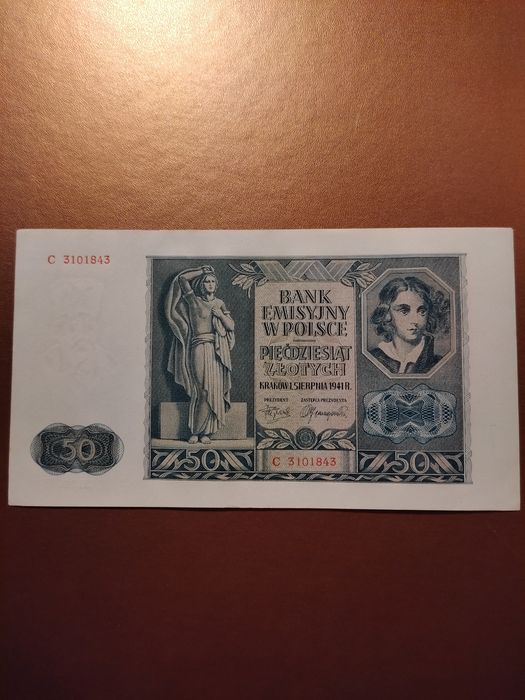 C 3101843
BANK
EMISYJNY
W POLSCE
PIĘĆDZIESIĄT
ZŁOTYCH
KRAKÓW 1. SIERPNIA 1941 R.
PREZYDENT ZASTĘPCA PREZYDENTA
50
50 C 3101843 50